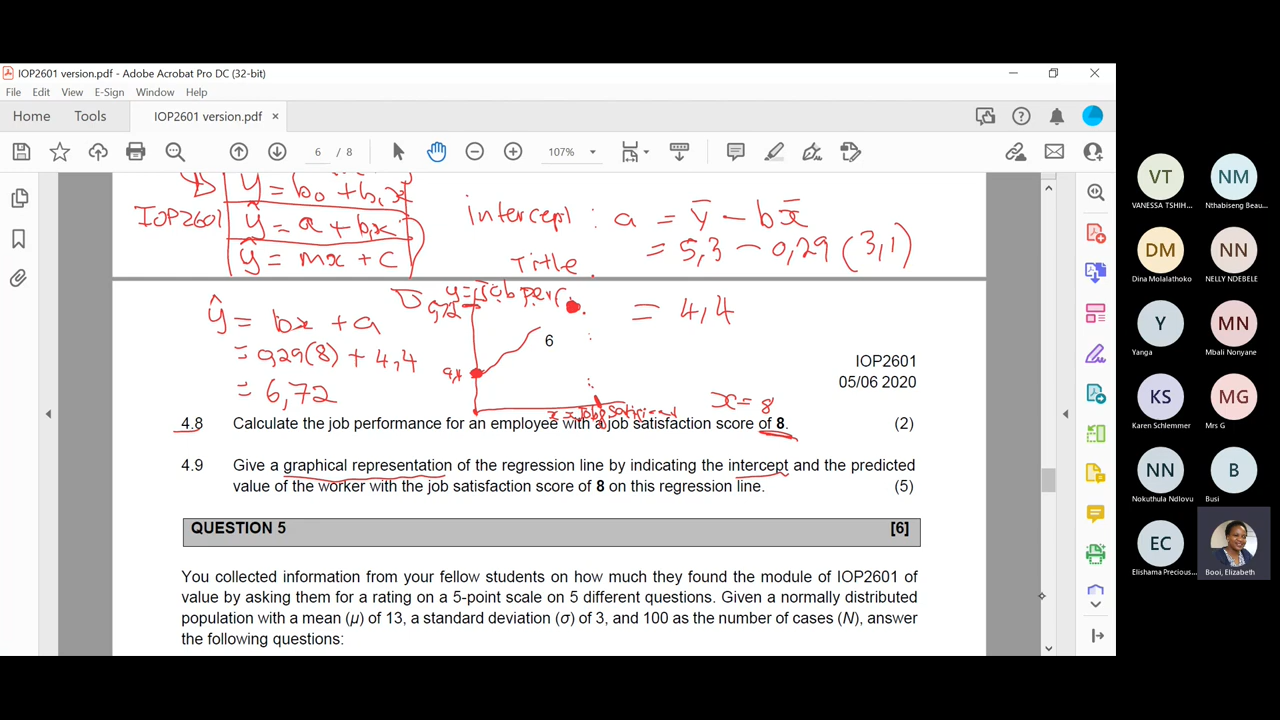 IOP2601 version.pdf - Adobe Acrobat Pro DC (32-bit)
File Edit View E-Sign Window Help
Home Tools IOP2601 version.pdf ×
6 / 8 107%
ŷ = b0 + b1x
IOP2601 ŷ = a + bx
ŷ = mx + c
intercept : a = ȳ - bx̄
= 5,3 - 0,29 (3,1)
= 4,4
Title
y = Job perf
ŷ = bx + a
= 0,29(8) + 4,4
= 6,72
6
IOP2601
05/06 2020
x = 8
4.8 Calculate the job performance for an employee with a job satisfaction score of 8. (2)
4.9 Give a graphical representation of the regression line by indicating the intercept and the predicted
value of the worker with the job satisfaction score of 8 on this regression line. (5)
QUESTION 5 [6]
You collected information from your fellow students on how much they found the module of IOP2601 of
value by asking them for a rating on a 5-point scale on 5 different questions. Given a normally distributed
population with a mean (μ) of 13, a standard deviation (σ) of 3, and 100 as the number of cases (N), answer
the following questions:
VT NM
VANESSA TSHIH... Nthabiseng Beau...
DM NN
Dina Molalathoko NELLY NDEBELE
Y MN
Yanga Mbali Nonyane
KS MG
Karen Schlemmer Mrs G
NN B
Nokuthula Ndlovu Busi
EC
Elishama Precious... Booi, Elizabeth